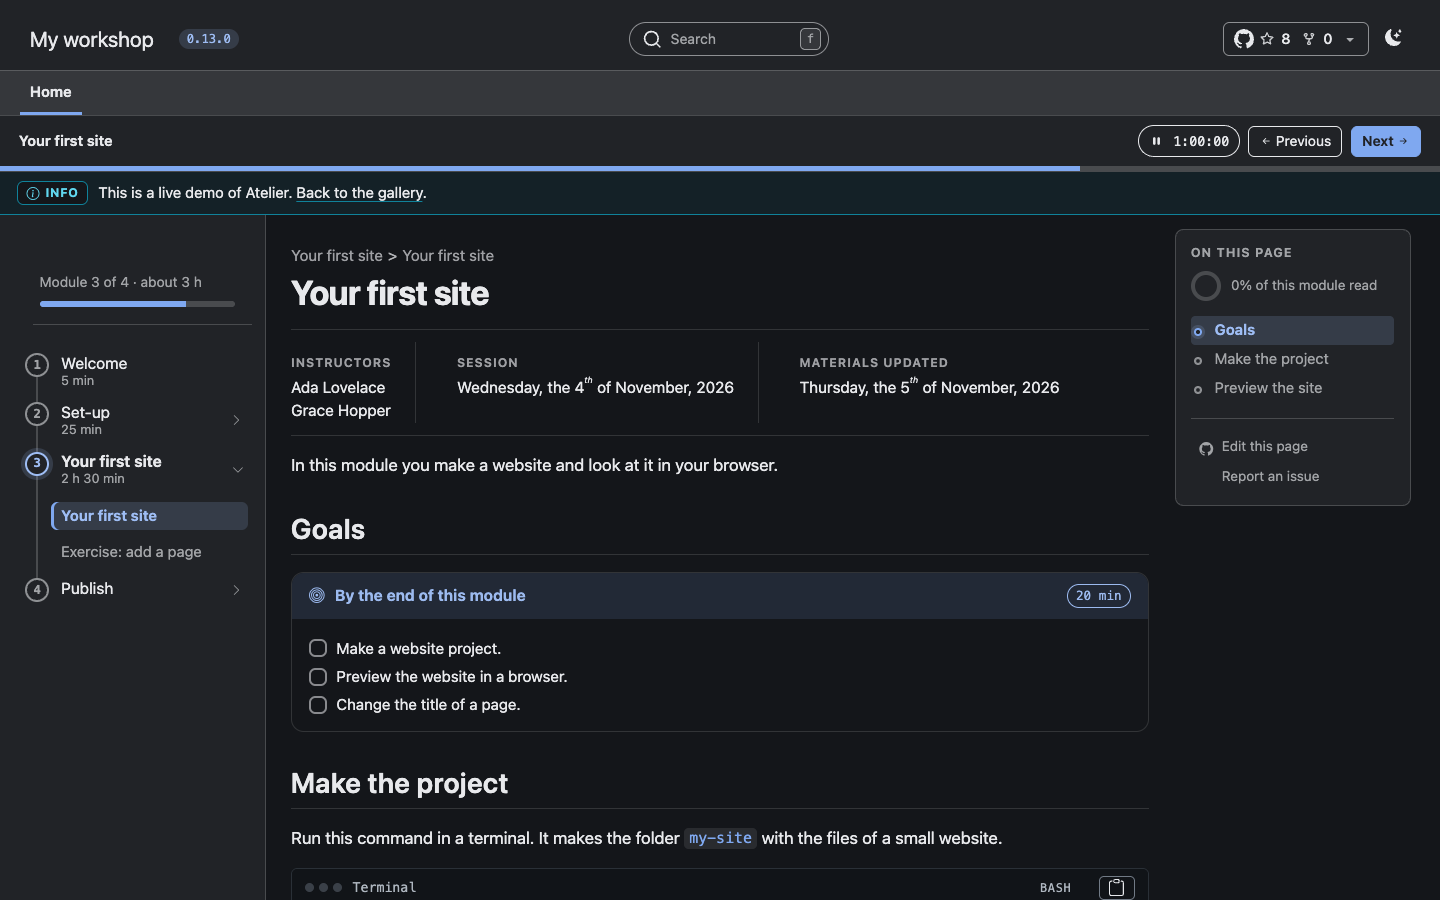 My workshop
0.13.0
Search
f
8
0
Home
Your first site
1:00:00
← Previous
Next →
INFO
This is a live demo of Atelier. Back to the gallery.
Module 3 of 4 · about 3 h
1
Welcome
5 min
2
Set-up
25 min
3
Your first site
2 h 30 min
Your first site
Exercise: add a page
4
Publish
Your first site > Your first site
Your first site
INSTRUCTORS
Ada Lovelace
Grace Hopper
SESSION
Wednesday, the 4th of November, 2026
MATERIALS UPDATED
Thursday, the 5th of November, 2026
In this module you make a website and look at it in your browser.
Goals
By the end of this module
20 min
Make a website project.
Preview the website in a browser.
Change the title of a page.
Make the project
Run this command in a terminal. It makes the folder my-site with the files of a small website.
Terminal
BASH
ON THIS PAGE
0% of this module read
Goals
Make the project
Preview the site
Edit this page
Report an issue